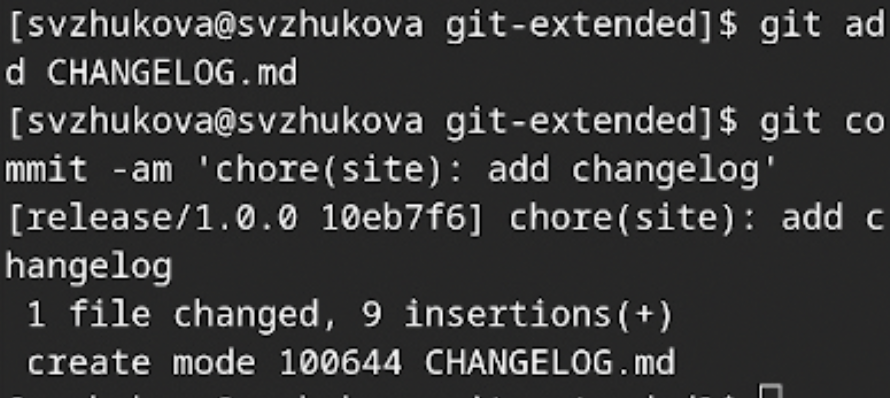 [svzhukova@svzhukova git-extended]$ git ad
d CHANGELOG.md
[svzhukova@svzhukova git-extended]$ git co
mmit -am 'chore(site): add changelog'
[release/1.0.0 10eb7f6] chore(site): add c
hangelog
1 file changed, 9 insertions(+)
create mode 100644 CHANGELOG.md